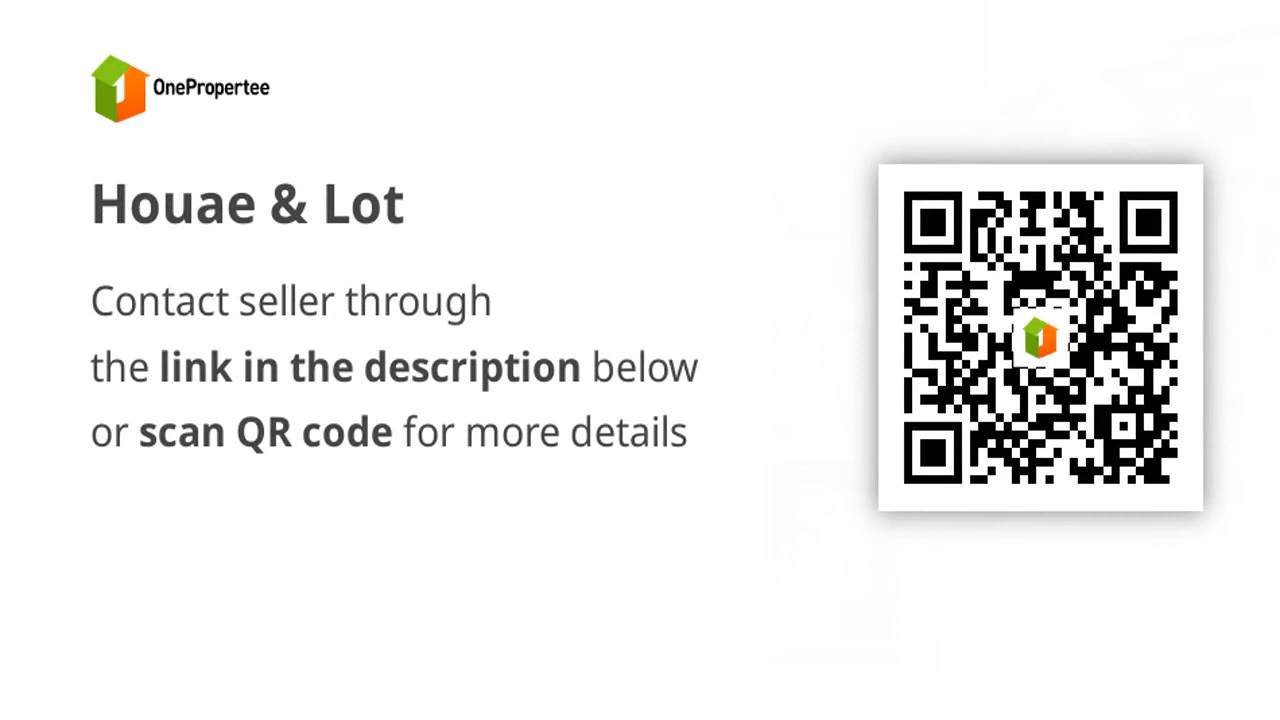 OnePropertee
Houae & Lot
Contact seller through
the link in the description below
or scan QR code for more details